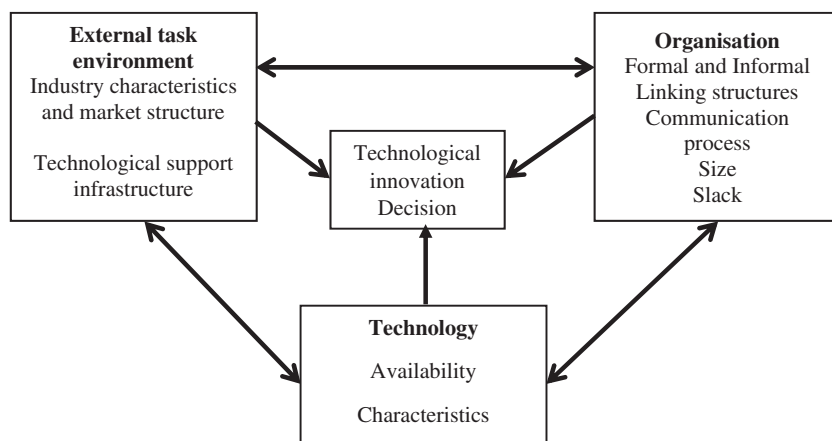 External task
environment
Industry characteristics
and market structure
Technological support
infrastructure
Organisation
Formal and Informal
Linking structures
Communication
process
Size
Slack
Technological
innovation
Decision
Technology
Availability
Characteristics